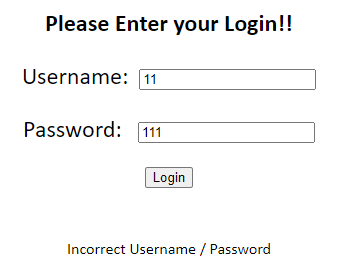 Please Enter your Login!!
Username: 11
Password: 111
Login
Incorrect Username / Password